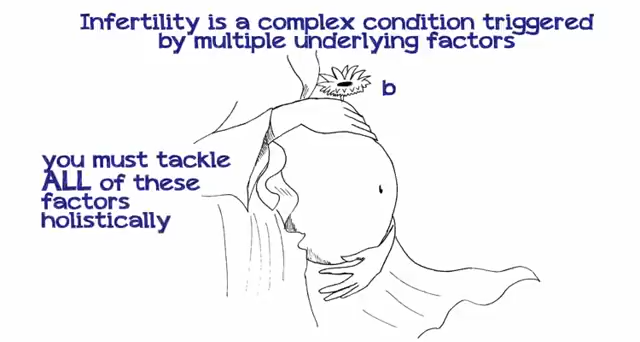 Infertility is a complex condition triggered
by multiple underlying factors
b
you must tackle
ALL of these
factors
holistically